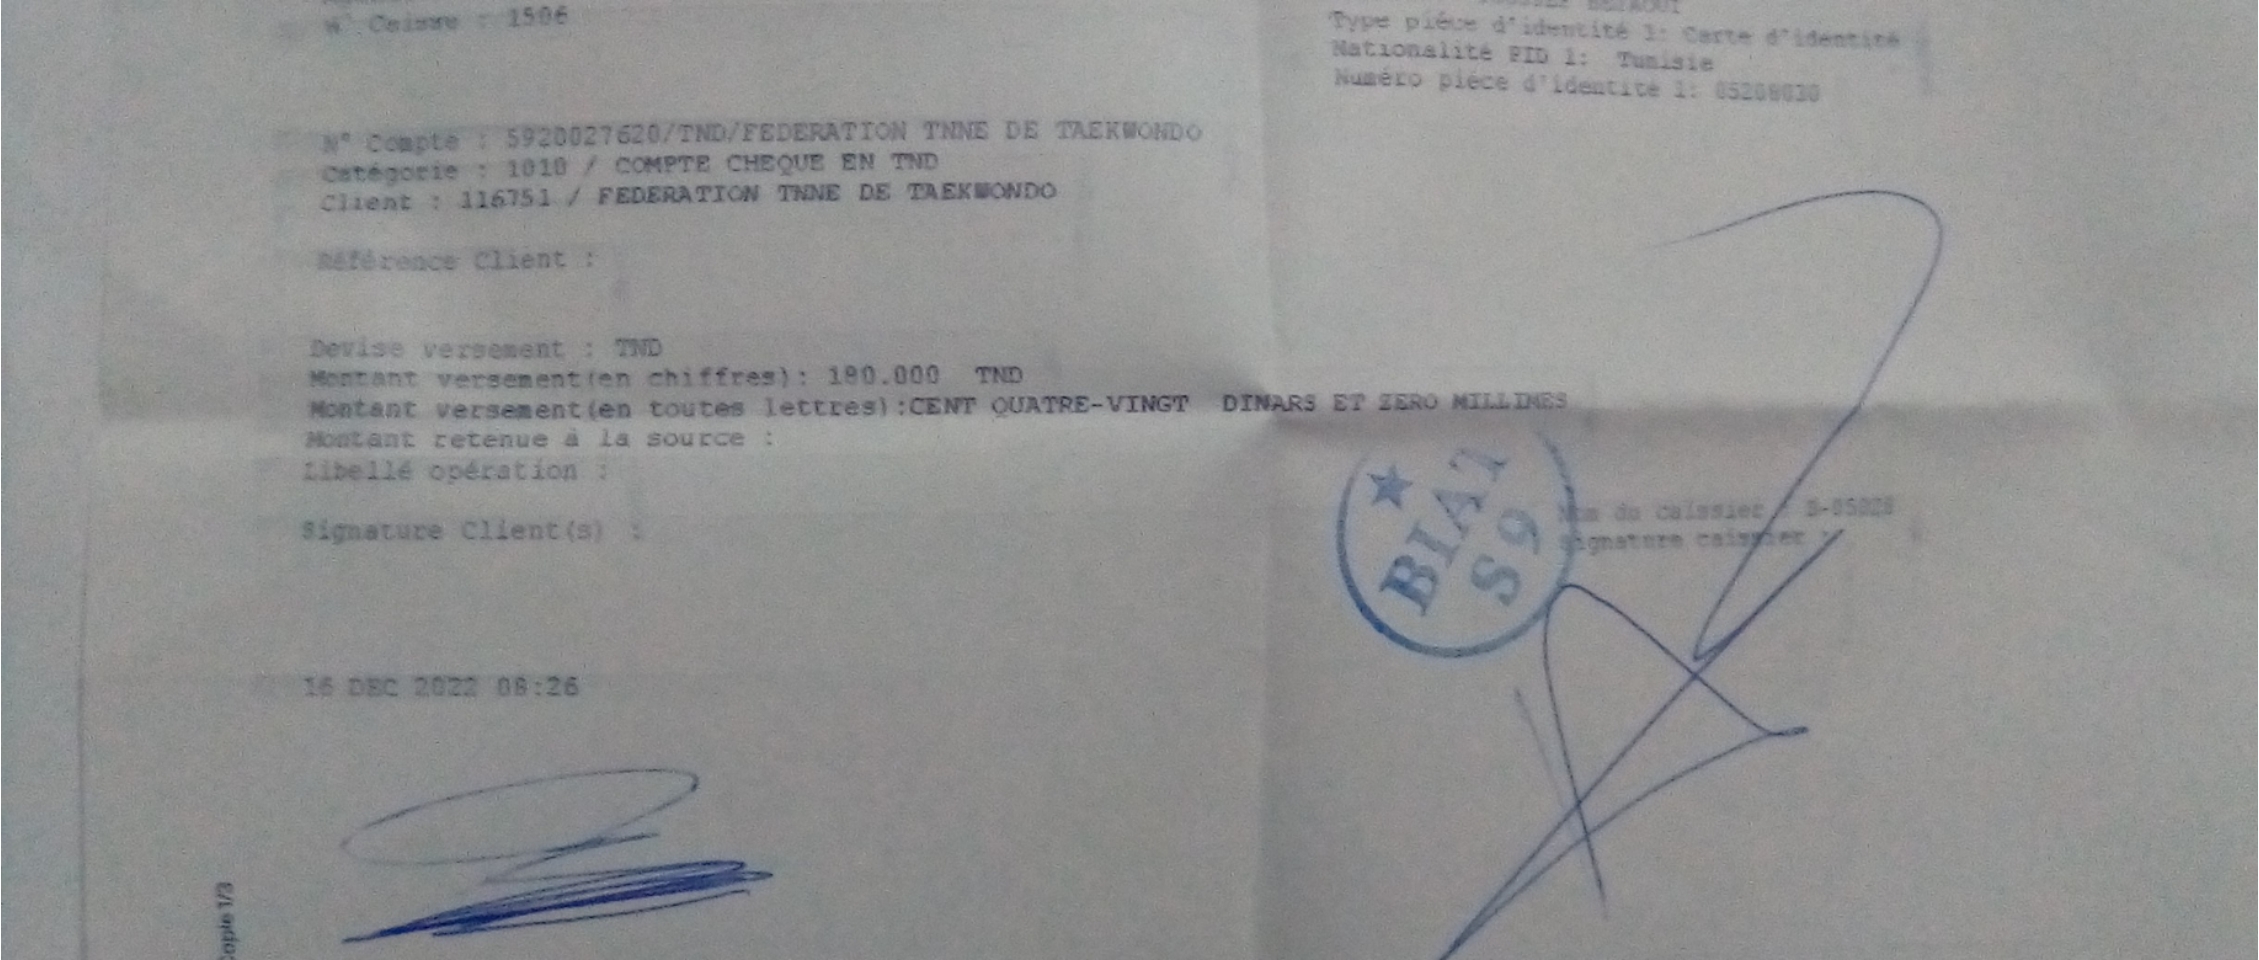 N° Caisse : 1506
Type pièce d'identité 1: Carte d'identité
Nationalité PID 1: Tunisie
Numéro pièce d'identité 1: 05208030
N° Compte : 5920027620/TND/FEDERATION TNNE DE TAEKWONDO
Catégorie : 1010 / COMPTE CHEQUE EN TND
Client : 116751 / FEDERATION TNNE DE TAEKWONDO
Référence Client :
Devise versement : TND
Montant versement(en chiffres): 180.000 TND
Montant versement(en toutes lettres):CENT QUATRE-VINGT DINARS ET ZERO MILLIMES
Montant retenue à la source :
Libellé opération :
BIAT
S9
Nom du caissier :
Signature caissier :
Signature Client(s) :
16 DEC 2022 08:26
Copie 1/3